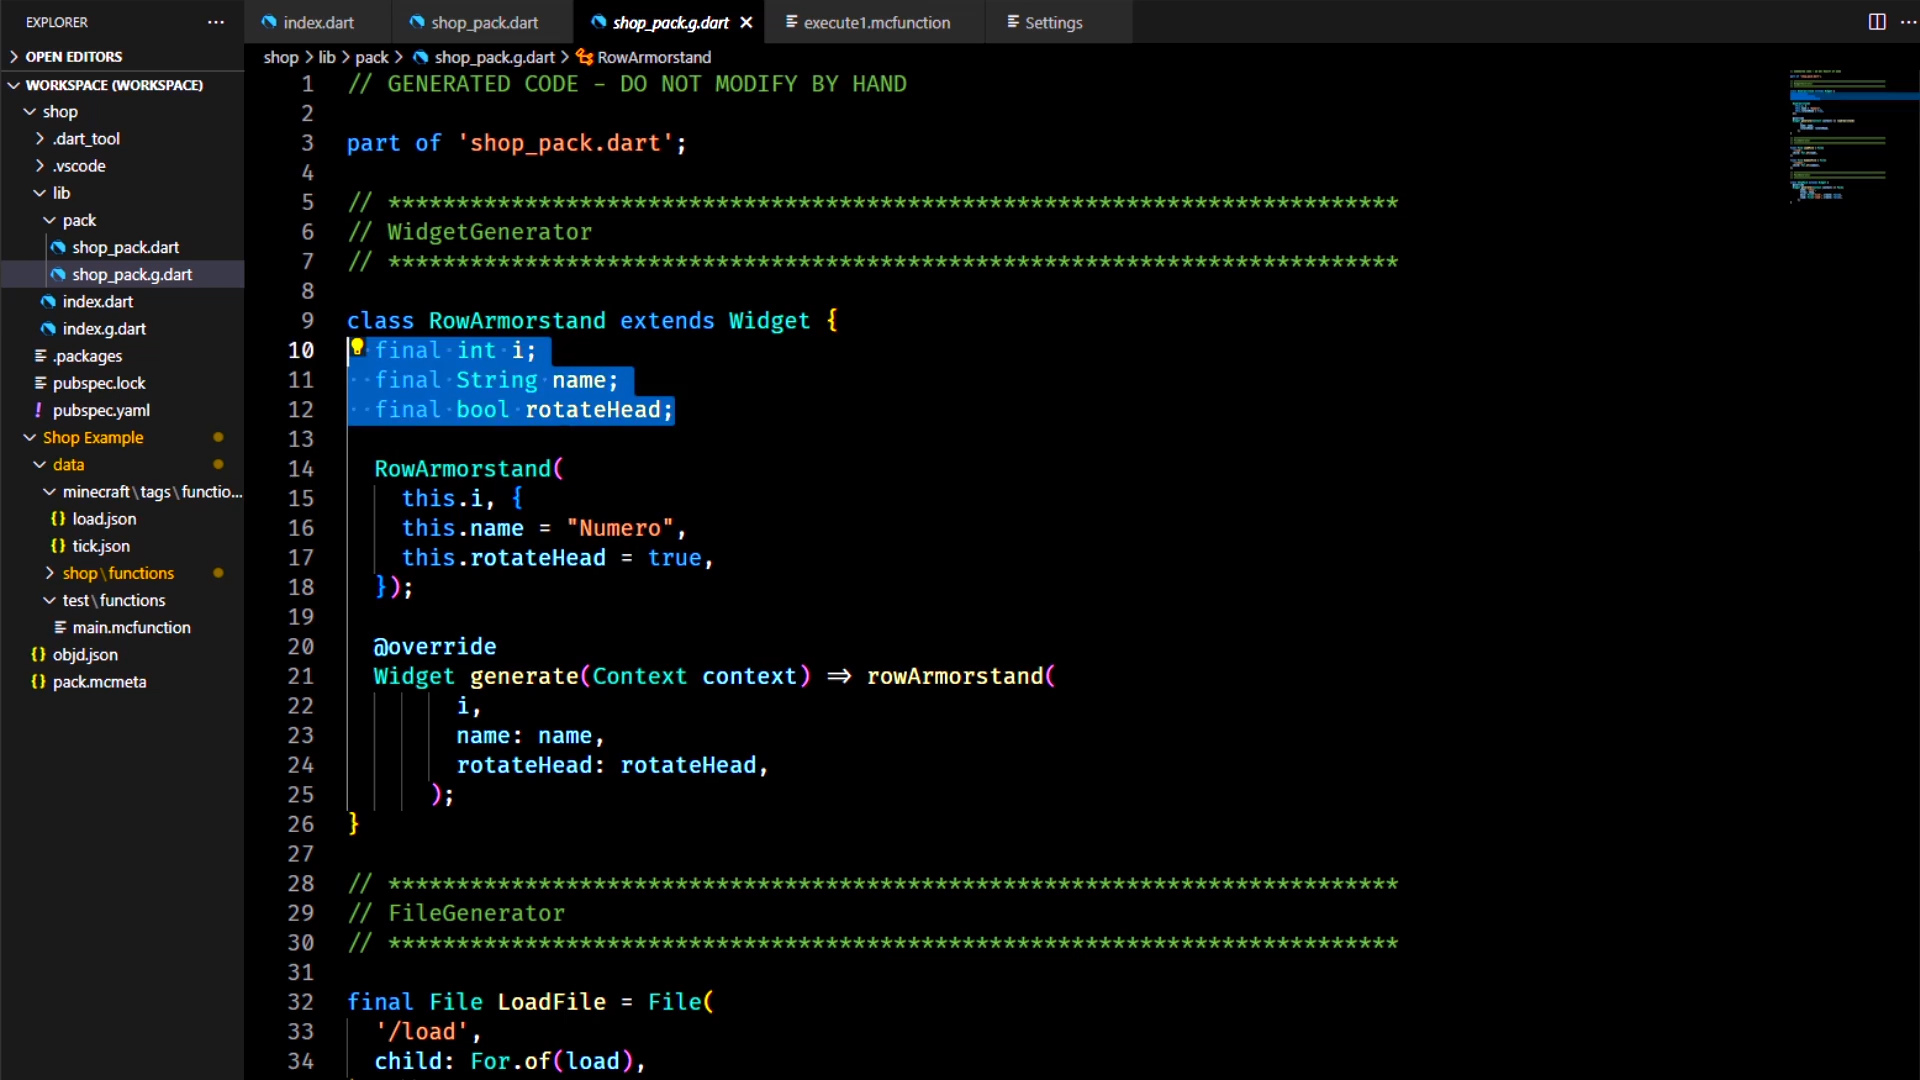 EXPLORER
OPEN EDITORS
WORKSPACE (WORKSPACE)
shop
.dart_tool
.vscode
lib
pack
shop_pack.dart
shop_pack.g.dart
index.dart
index.g.dart
.packages
pubspec.lock
! pubspec.yaml
Shop Example
data
minecraft\tags\functio...
{} load.json
{} tick.json
shop\functions
test\functions
main.mcfunction
{} objd.json
{} pack.mcmeta
index.dart
shop_pack.dart
shop_pack.g.dart
execute1.mcfunction
Settings
shop > lib > pack > shop_pack.g.dart > RowArmorstand
1 // GENERATED CODE - DO NOT MODIFY BY HAND
2
3 part of 'shop_pack.dart';
4
5 // **************************************************************************
6 // WidgetGenerator
7 // **************************************************************************
8
9 class RowArmorstand extends Widget {
10 final int i;
11 final String name;
12 final bool rotateHead;
13
14 RowArmorstand(
15 this.i, {
16 this.name = "Numero",
17 this.rotateHead = true,
18 });
19
20 @override
21 Widget generate(Context context) => rowArmorstand(
22 i,
23 name: name,
24 rotateHead: rotateHead,
25 );
26 }
27
28 // **************************************************************************
29 // FileGenerator
30 // **************************************************************************
31
32 final File LoadFile = File(
33 '/load',
34 child: For.of(load),